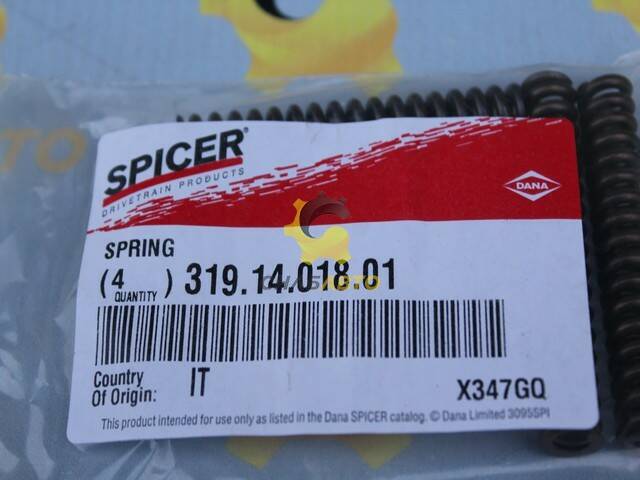 SPICER®
DRIVETRAIN PRODUCTS
DANA
SPRING
(4) 319.14.018.01
QUANTITY
СНАБАВТО
Country
Of Origin: IT
X347GQ
This product intended for use only as listed in the Dana SPICER catalog. © Dana Limited 3095SPI